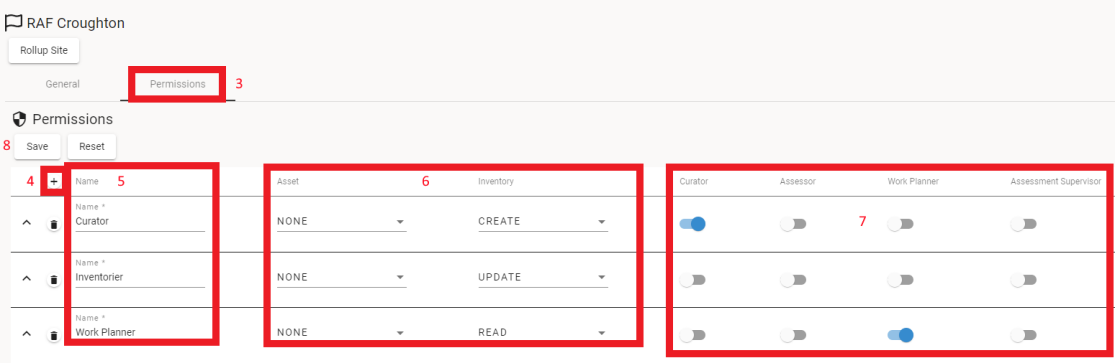 RAF Croughton
Rollup Site
General Permissions 3
Permissions
8 Save Reset
4 + Name 5 Asset 6 Inventory Curator Assessor Work Planner Assessment Supervisor
Name *
Curator NONE CREATE 7
Name *
Inventorier NONE UPDATE
Name *
Work Planner NONE READ